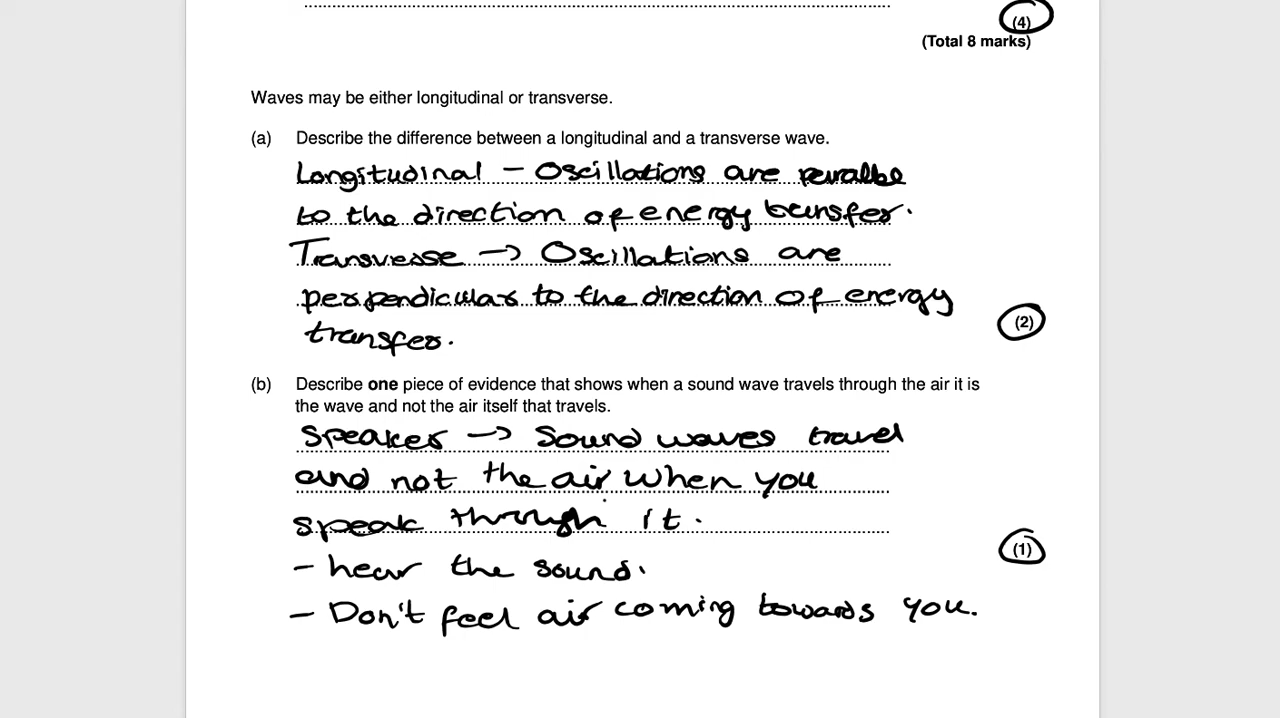 (4)
(Total 8 marks)
Waves may be either longitudinal or transverse.
(a) Describe the difference between a longitudinal and a transverse wave.
Longitudinal - Oscillations are parallel
to the direction of energy transfer.
Transverse → Oscillations are
perpendicular to the direction of energy
transfer.
(2)
(b) Describe one piece of evidence that shows when a sound wave travels through the air it is
the wave and not the air itself that travels.
Speaker → Sound waves travel
and not the air when you
speak through it.
(1)
- hear the sound.
- Don't feel air coming towards you.